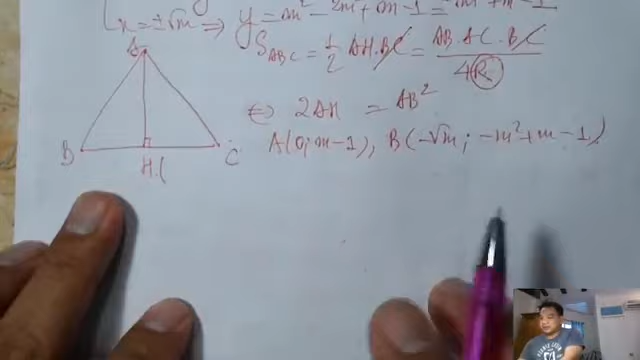 x = ±√m ⟹ y = m² − 2m² + m − 1 = −m² + m − 1
S_ABC = 1/2 AH.BC = AB.AC.BC / 4R
⟺ 2AH = AB²
A(0; m−1), B(−√m; −m² + m − 1)
A
B
C
H(